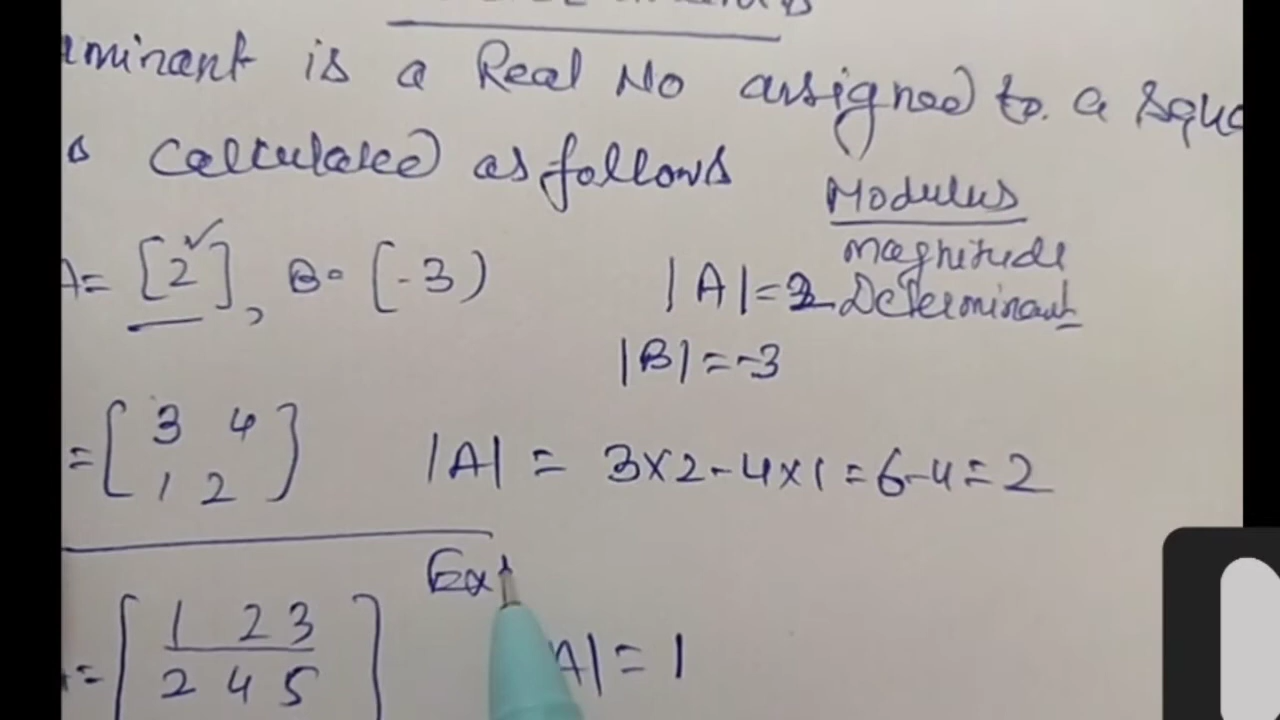 minant is a Real No assigned to a squa
s calculated as follows
Modulus
magnitude
A= [2], B= [-3)
|A|=2 Determinant
|B|=-3
= [3 4
1 2]
|A| = 3×2-4×1=6-4=2
Ex
= [1 2 3
2 4 5]
A|=1